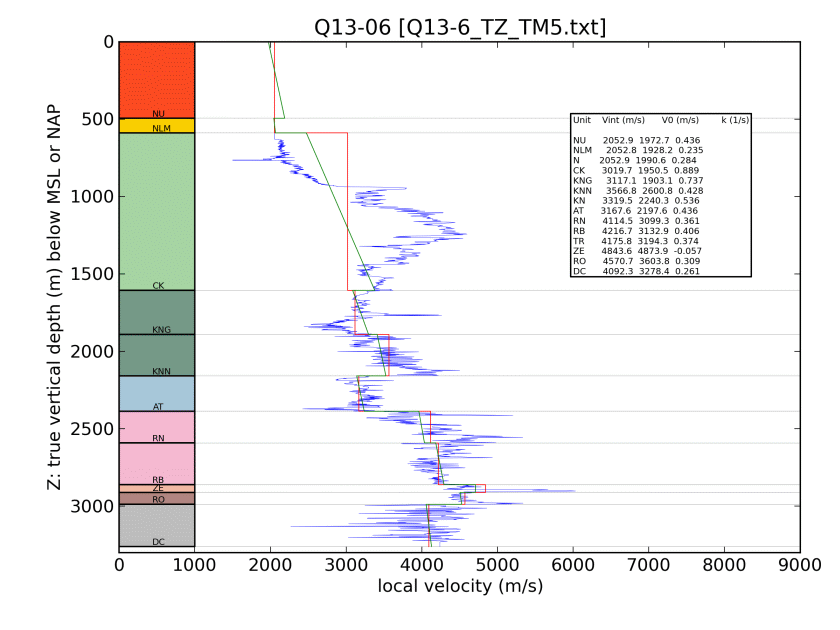 Q13-06 [Q13-6_TZ_TM5.txt]
0
500
1000
1500
2000
2500
3000
Z: true vertical depth (m) below MSL or NAP
NU
NLM
CK
KNG
KNN
AT
RN
RB
ZE
RO
DC
Unit Vint (m/s) V0 (m/s) k (1/s)
NU 2052.9 1972.7 0.436
NLM 2052.8 1928.2 0.235
N 2052.9 1990.6 0.284
CK 3019.7 1950.5 0.889
KNG 3117.1 1903.1 0.737
KNN 3566.8 2600.8 0.428
KN 3319.5 2240.3 0.536
AT 3167.6 2197.6 0.436
RN 4114.5 3099.3 0.361
RB 4216.7 3132.9 0.406
TR 4175.8 3194.3 0.374
ZE 4843.6 4873.9 -0.057
RO 4570.7 3603.8 0.309
DC 4092.3 3278.4 0.261
0 1000 2000 3000 4000 5000 6000 7000 8000 9000
local velocity (m/s)